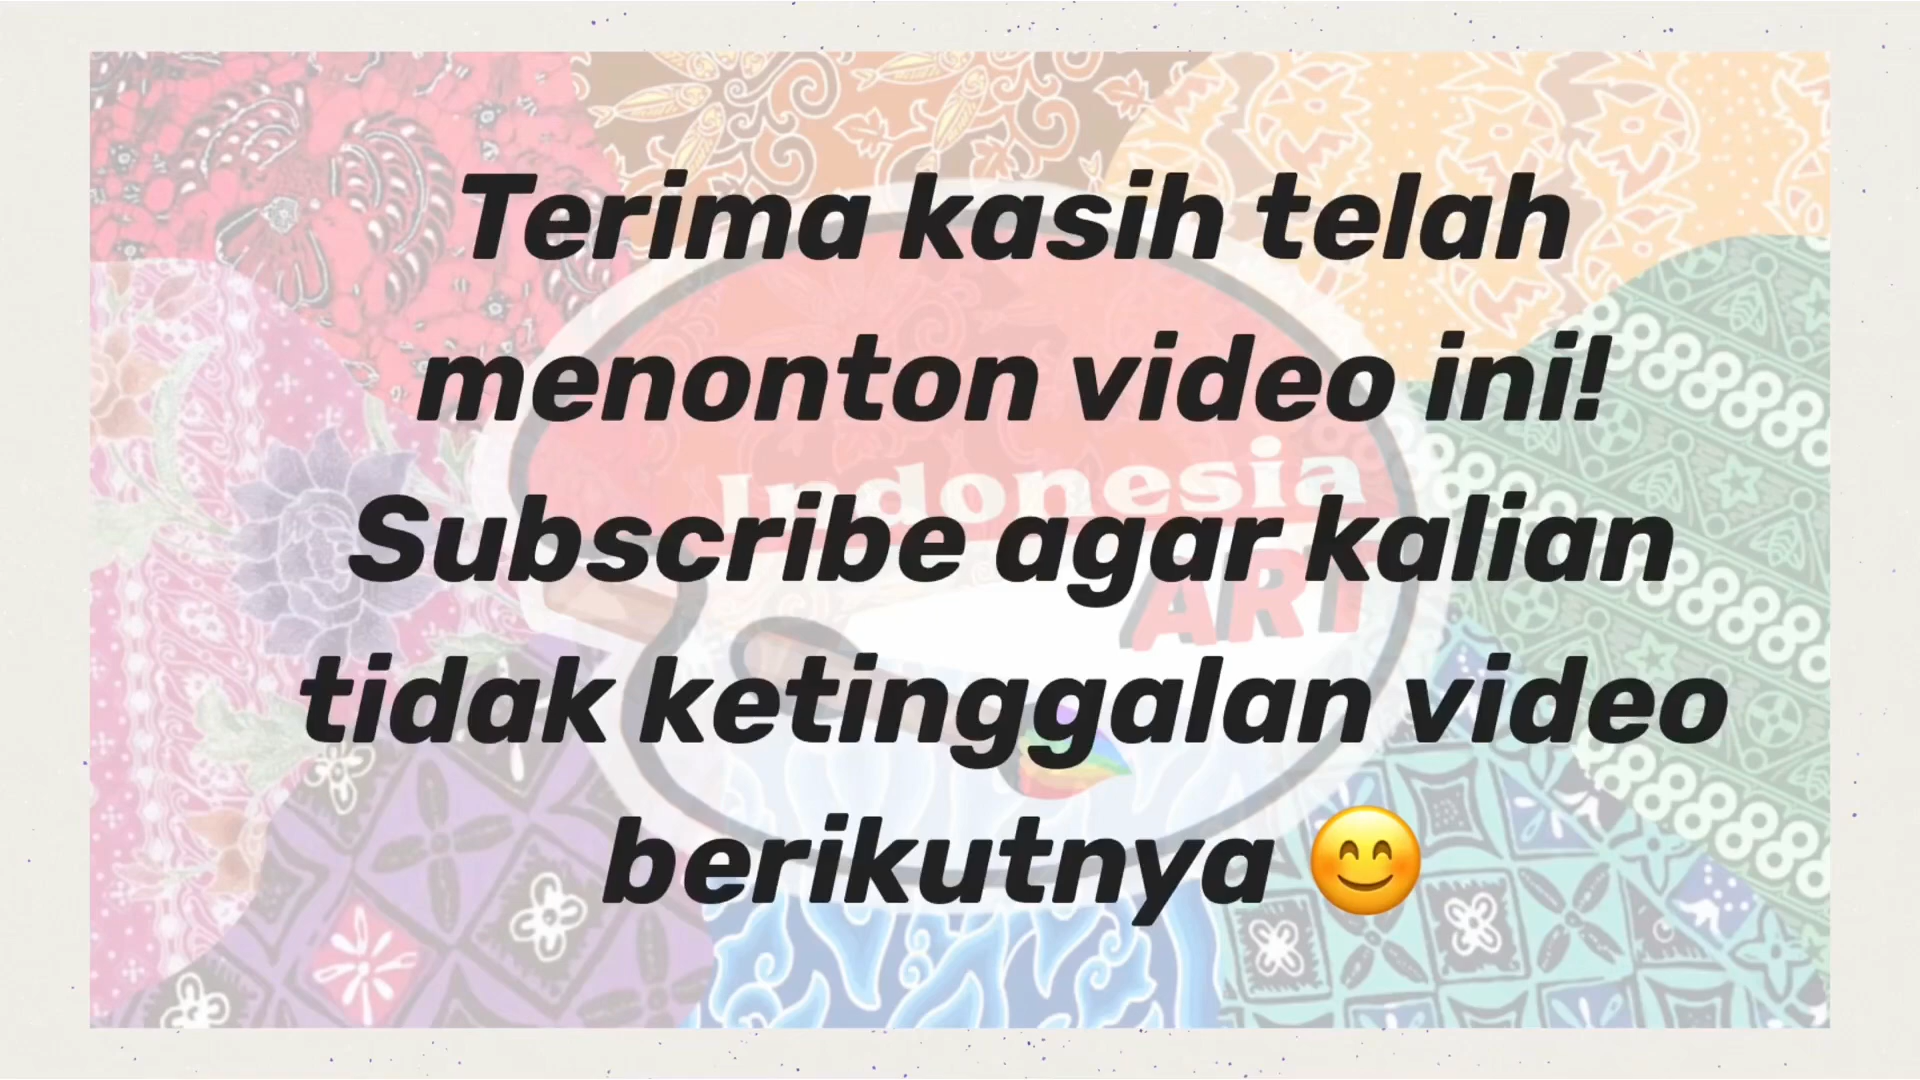 Terima kasih telah
menonton video ini!
Subscribe agar kalian
tidak ketinggalan video
berikutnya 😊
Indonesia
ART